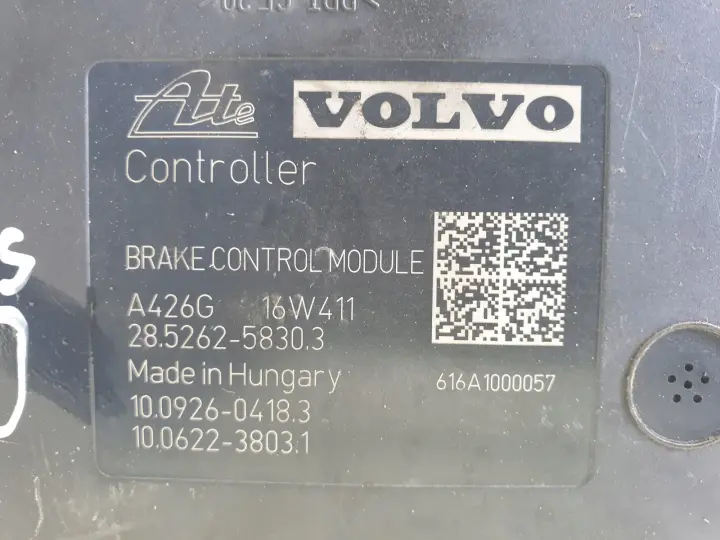 Ate VOLVO
Controller
BRAKE CONTROL MODULE
A426G 16W411
28.5262-5830.3
Made in Hungary
616A1000057
10.0926-0418.3
10.0622-3803.1